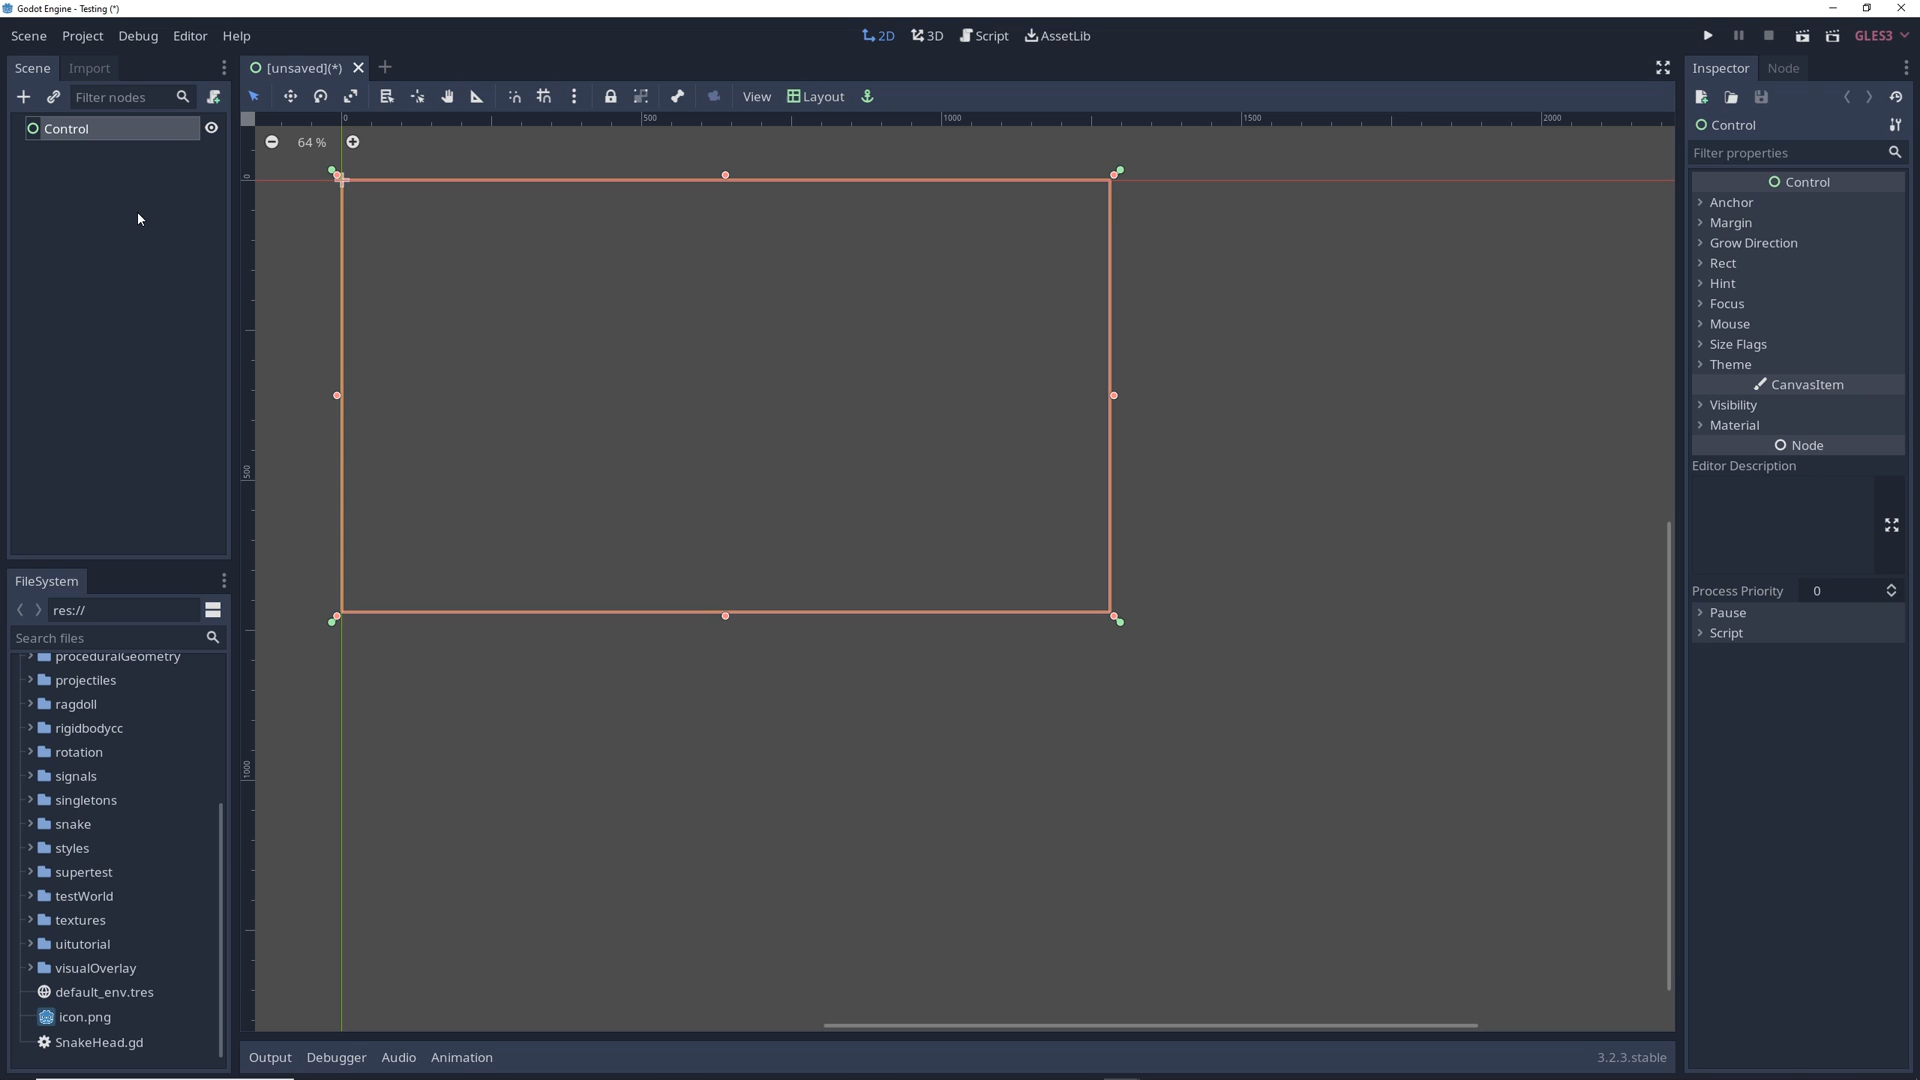 Godot Engine - Testing (*)
Scene Project Debug Editor Help
2D 3D Script AssetLib
GLES3
Scene Import
[unsaved](*)
Inspector Node
Filter nodes
View Layout
Control
0 500 1000 1500 2000
64 %
0
500
1000
Control
Filter properties
Control
Anchor
Margin
Grow Direction
Rect
Hint
Focus
Mouse
Size Flags
Theme
CanvasItem
Visibility
Material
Node
Editor Description
Process Priority 0
Pause
Script
FileSystem
res://
Search files
proceduralGeometry
projectiles
ragdoll
rigidbodycc
rotation
signals
singletons
snake
styles
supertest
testWorld
textures
uitutorial
visualOverlay
default_env.tres
icon.png
SnakeHead.gd
Output Debugger Audio Animation
3.2.3.stable